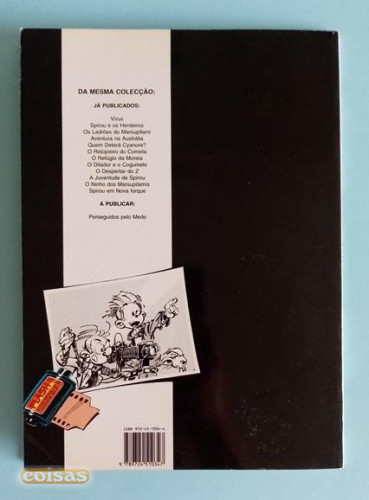 DA MESMA COLECÇÃO:
JÁ PUBLICADOS:
Vírus
Spirou e os Herdeiros
Os Ladrões do Marsupilami
Aventura na Austrália
Quem Deterá Cyanure?
O Relojoeiro do Cometa
O Refúgio da Moreia
O Ditador e o Cogumelo
O Despertar do Z
A Juventude de Spirou
O Ninho dos Marsupilamis
Spirou em Nova Iorque
A PUBLICAR:
Perseguidos pelo Medo
FLASH
coisas